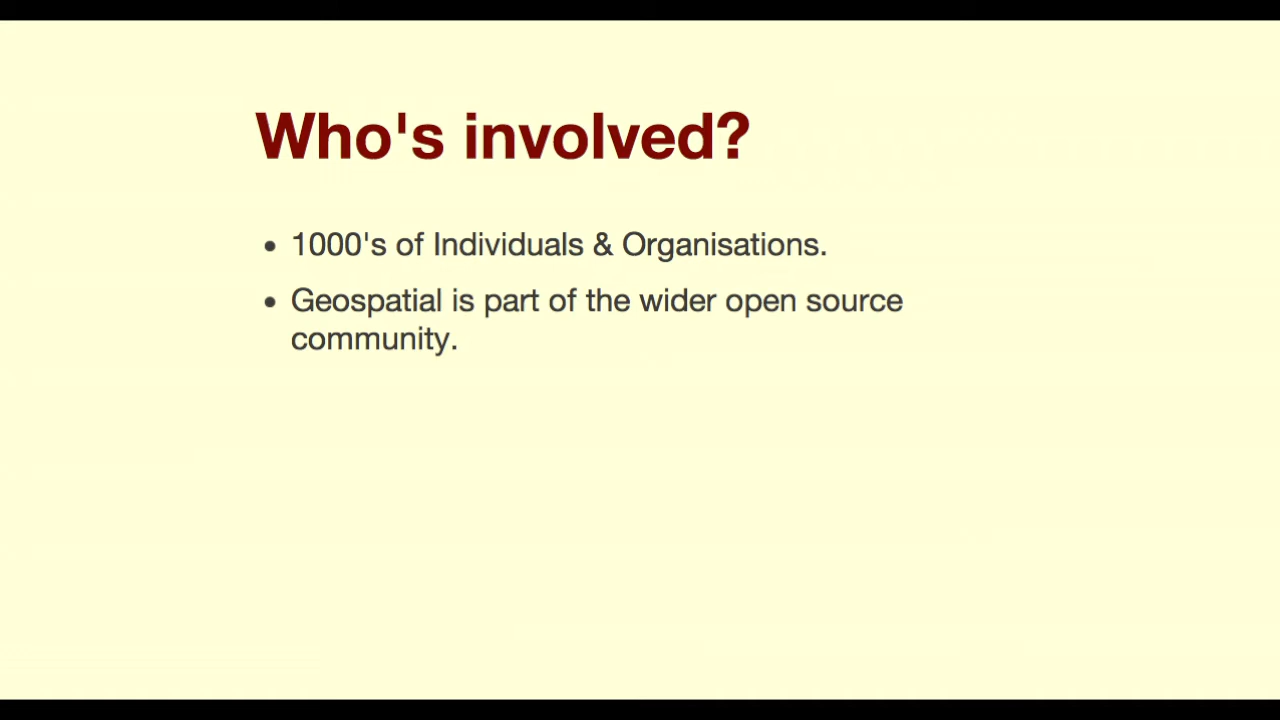 Who's involved?
1000's of Individuals & Organisations.
Geospatial is part of the wider open source
community.